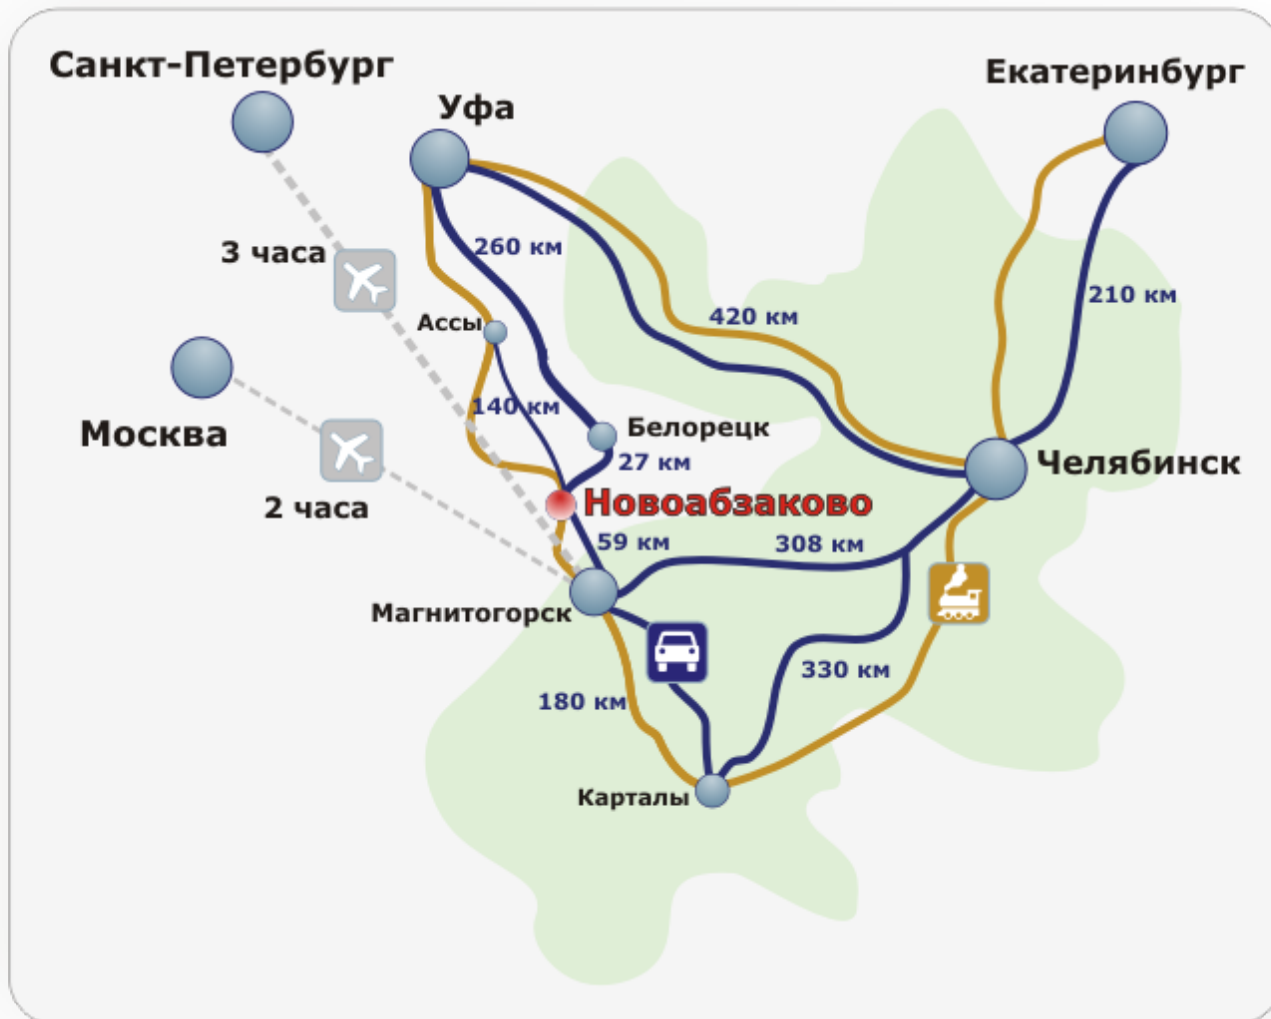 Санкт-Петербург
Екатеринбург
Уфа
3 часа
260 км
210 км
420 км
Ассы
140 км
Москва
Белорецк
27 км
Челябинск
2 часа
Новоабзаково
59 км
308 км
Магнитогорск
330 км
180 км
Карталы